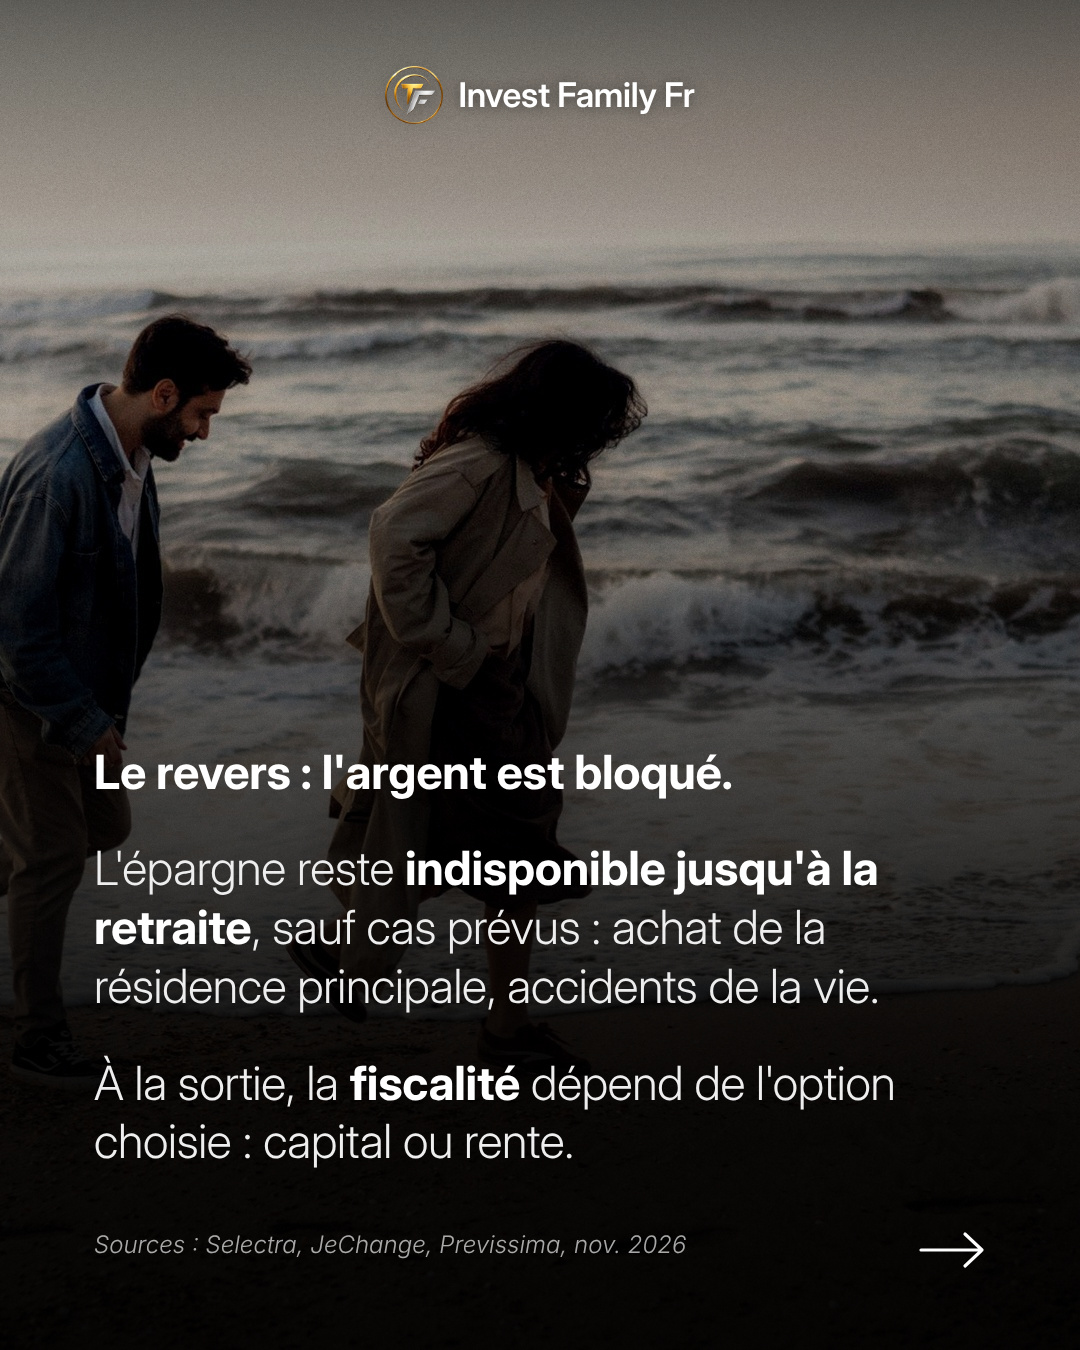 TF Invest Family Fr
Le revers : l'argent est bloqué.
L'épargne reste indisponible jusqu'à la
retraite, sauf cas prévus : achat de la
résidence principale, accidents de la vie.
À la sortie, la fiscalité dépend de l'option
choisie : capital ou rente.
Sources : Selectra, JeChange, Previssima, nov. 2026